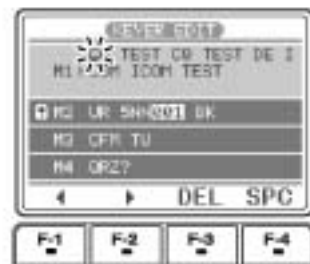 KEYER EDIT
CQ TEST CQ TEST DE I
M1 ICOM ICOM TEST
M2 UR 5NN001 BK
M3 CFM TU
M4 QRZ?
DEL SPC
F-1 F-2 F-3 F-4